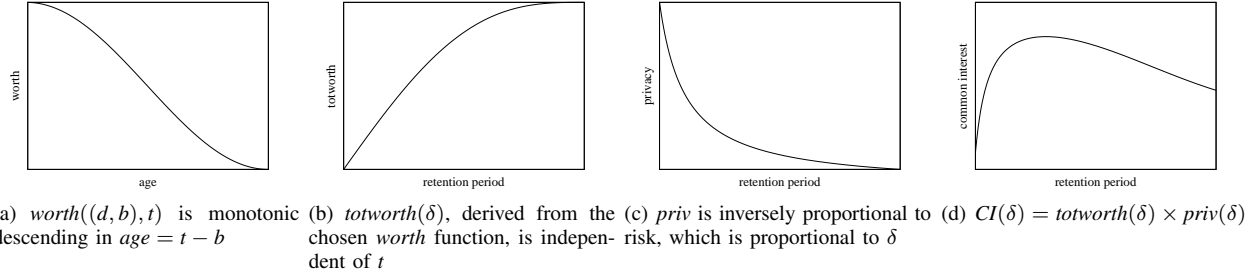 worth
age
totworth
retention period
privacy
retention period
common interest
retention period
a) worth((d, b), t) is monotonic
descending in age = t − b
(b) totworth(δ), derived from the
chosen worth function, is indepen-
dent of t
(c) priv is inversely proportional to
risk, which is proportional to δ
(d) CI(δ) = totworth(δ) × priv(δ)